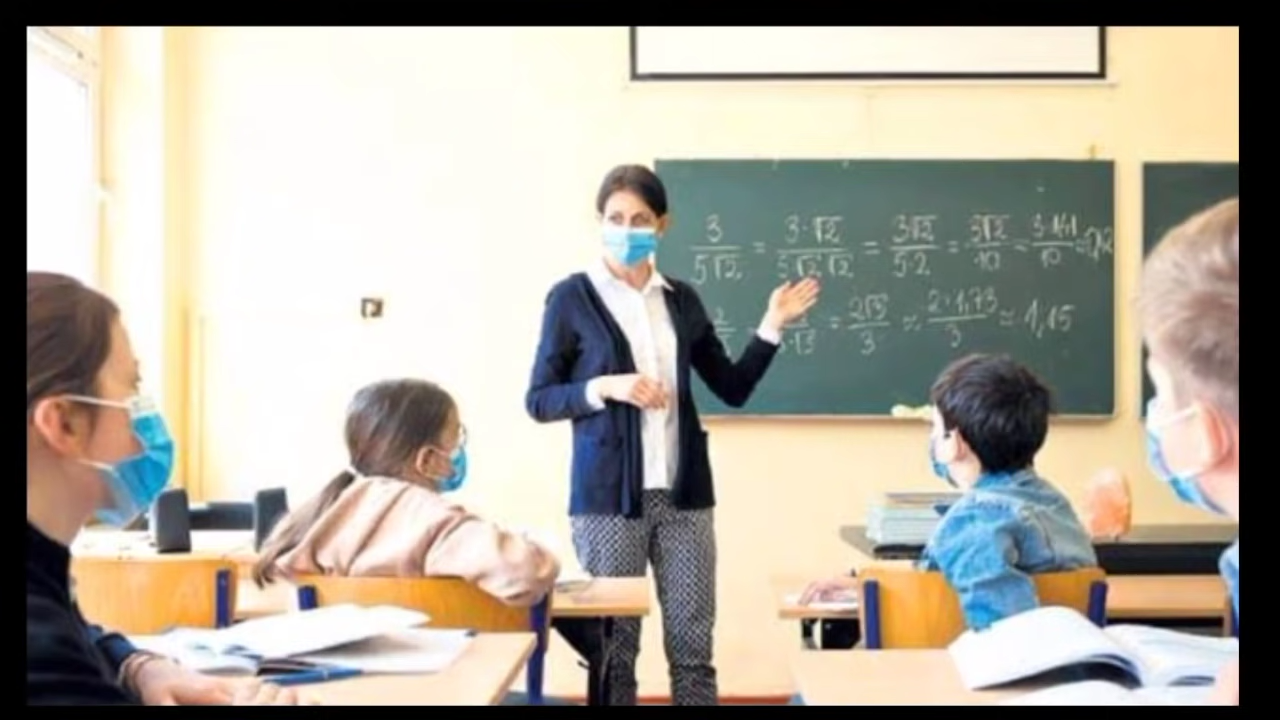 3/5√2 = 3·√2/5√2√2 = 3√2/5·2 = 3√2/10 ≈ 3·1,41/10 ≈
= 2√3/3 ≈ 2·1,73/3 ≈ 1,15